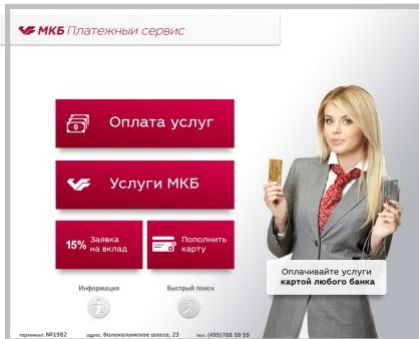 МКБ Платежный сервис
Оплата услуг
Услуги МКБ
15% Заявка
на вклад
Пополнить
карту
Оплачивайте услуги
картой любого банка
Информация
Быстрый поиск
терминал: №1982 адрес: Волоколамское шоссе, 23 тел: (495)788 59 59